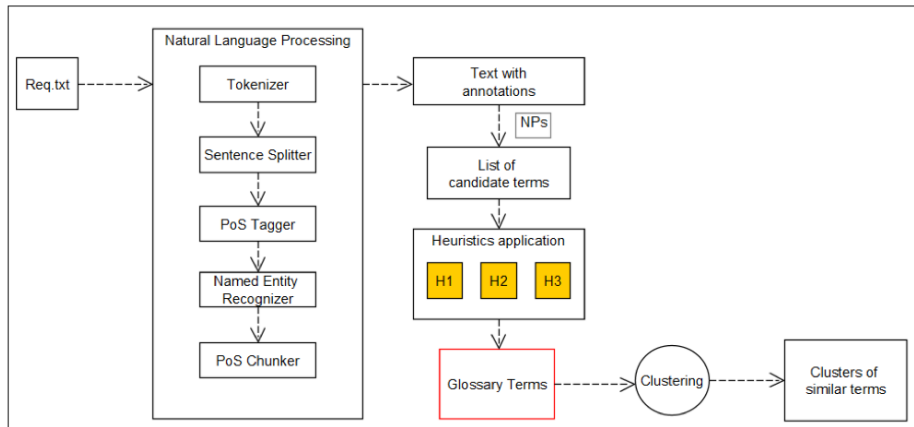 Req.txt
Natural Language Processing
Tokenizer
Sentence Splitter
PoS Tagger
Named Entity
Recognizer
PoS Chunker
Text with
annotations
NPs
List of
candidate terms
Heuristics application
H1 H2 H3
Glossary Terms
Clustering
Clusters of
similar terms